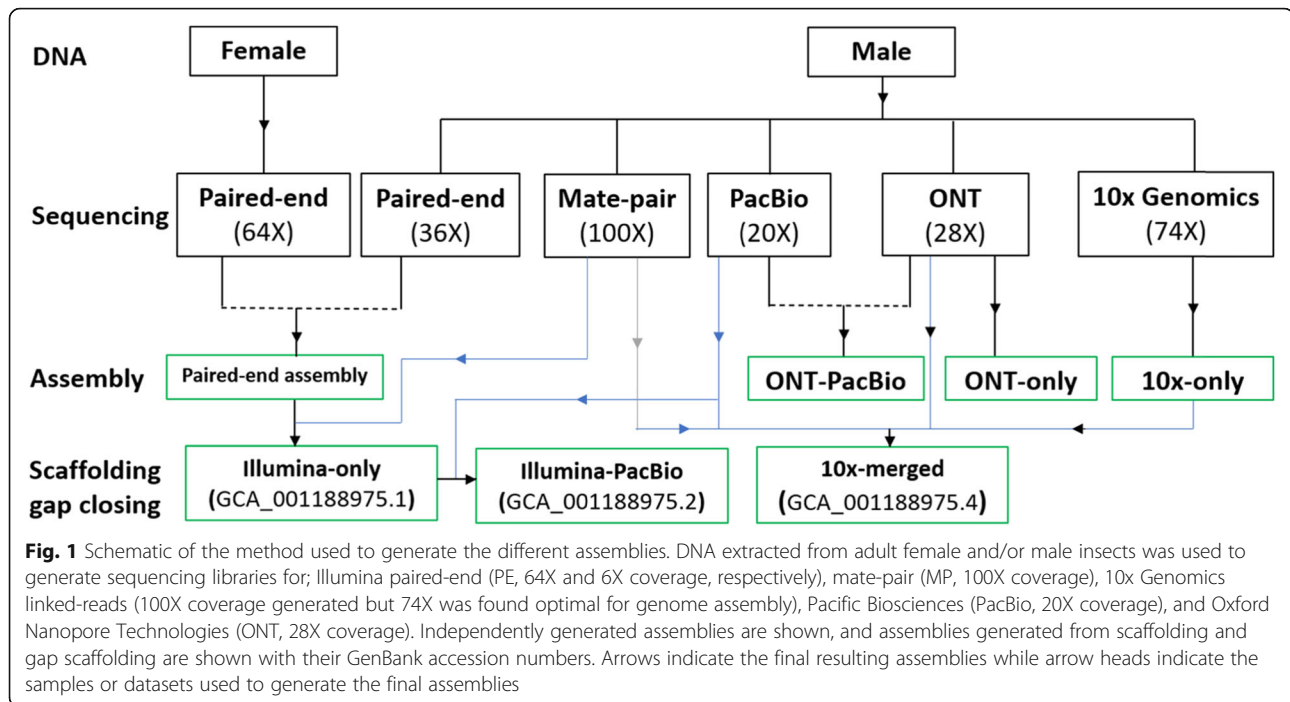 DNA
Female
Male
Sequencing
Paired-end
(64X)
Paired-end
(36X)
Mate-pair
(100X)
PacBio
(20X)
ONT
(28X)
10x Genomics
(74X)
Assembly
Paired-end assembly
ONT-PacBio
ONT-only
10x-only
Scaffolding
gap closing
Illumina-only
(GCA_001188975.1)
Illumina-PacBio
(GCA_001188975.2)
10x-merged
(GCA_001188975.4)
Fig. 1 Schematic of the method used to generate the different assemblies. DNA extracted from adult female and/or male insects was used to
generate sequencing libraries for; Illumina paired-end (PE, 64X and 6X coverage, respectively), mate-pair (MP, 100X coverage), 10x Genomics
linked-reads (100X coverage generated but 74X was found optimal for genome assembly), Pacific Biosciences (PacBio, 20X coverage), and Oxford
Nanopore Technologies (ONT, 28X coverage). Independently generated assemblies are shown, and assemblies generated from scaffolding and
gap scaffolding are shown with their GenBank accession numbers. Arrows indicate the final resulting assemblies while arrow heads indicate the
samples or datasets used to generate the final assemblies